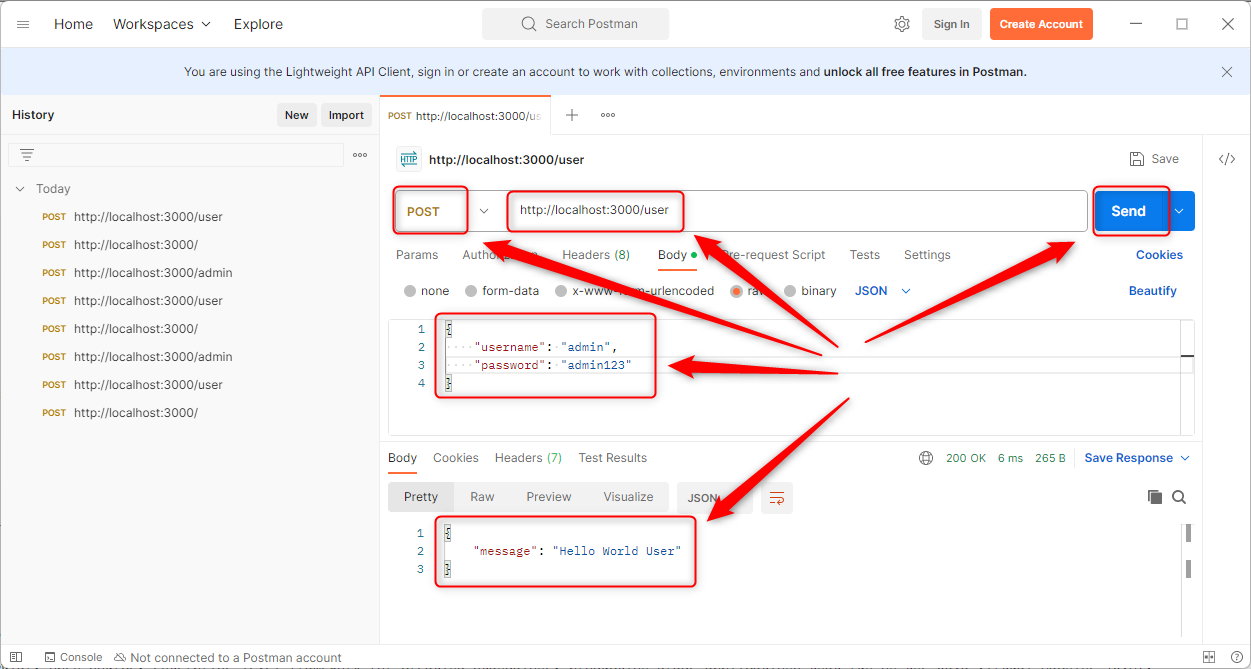 Home Workspaces Explore Search Postman Sign In Create Account
You are using the Lightweight API Client, sign in or create an account to work with collections, environments and unlock all free features in Postman.
History New Import
POST http://localhost:3000/us
HTTP http://localhost:3000/user Save </>
Today
POST http://localhost:3000/user
POST http://localhost:3000/
POST http://localhost:3000/admin
POST http://localhost:3000/user
POST http://localhost:3000/
POST http://localhost:3000/admin
POST http://localhost:3000/user
POST http://localhost:3000/
POST http://localhost:3000/user Send
Params Headers (8) Body Pre-request Script Tests Settings Cookies
none form-data x-www-form-urlencoded raw binary JSON Beautify
1 {
2 "username": "admin",
3 "password": "admin123"
4 }
Body Cookies Headers (7) Test Results 200 OK 6 ms 265 B Save Response
Pretty Raw Preview Visualize JSON
1 {
2 "message": "Hello World User"
3 }
Console Not connected to a Postman account